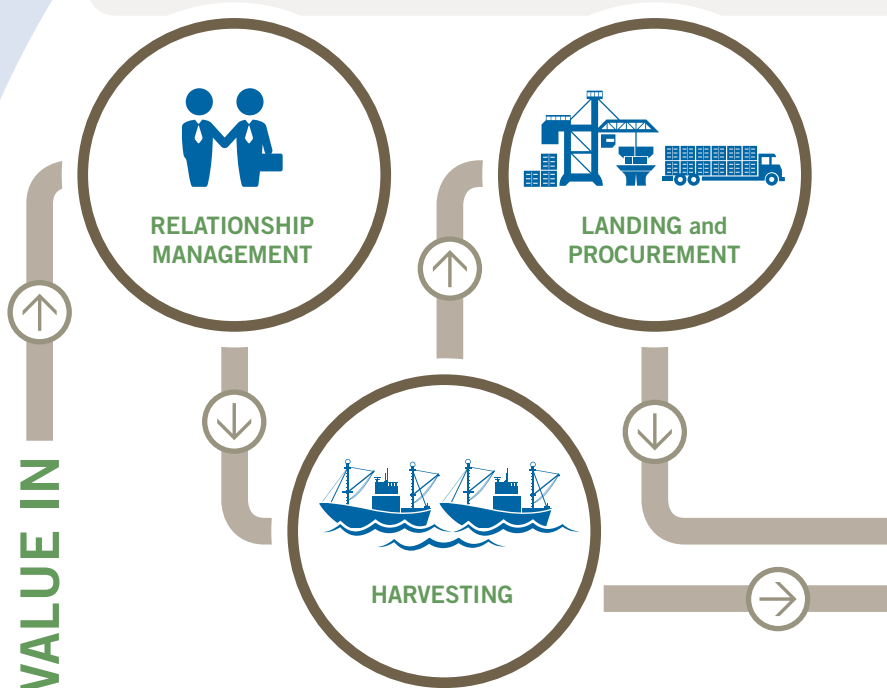 RELATIONSHIP
MANAGEMENT
LANDING and
PROCUREMENT
HARVESTING
VALUE IN